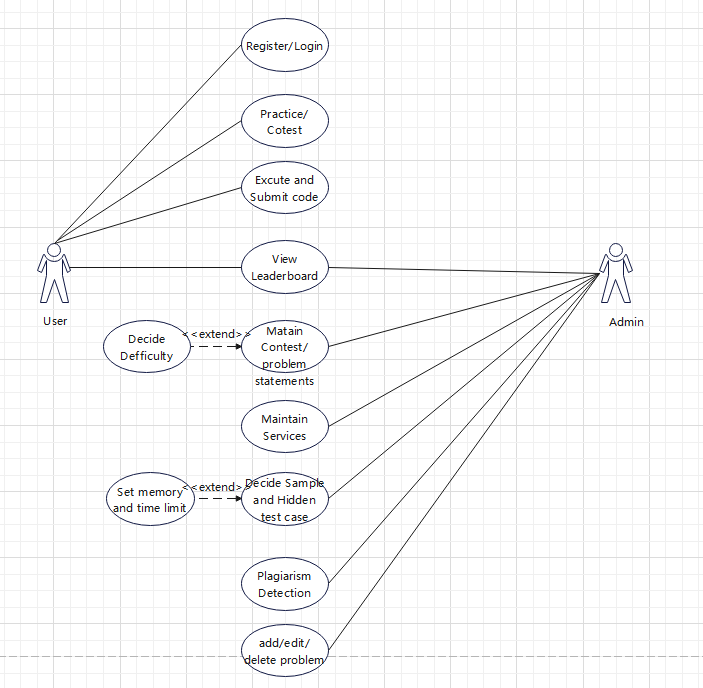 Register/Login
Practice/
Cotest
Excute and
Submit code
View
Leaderboard
User
Admin
Decide
Defficulty
<<extend>>
Matain
Contest/
problem
statements
Maintain
Services
Set memory
and time limit
<<extend>>
Decide Sample
and Hidden
test case
Plagiarism
Detection
add/edit/
delete problem